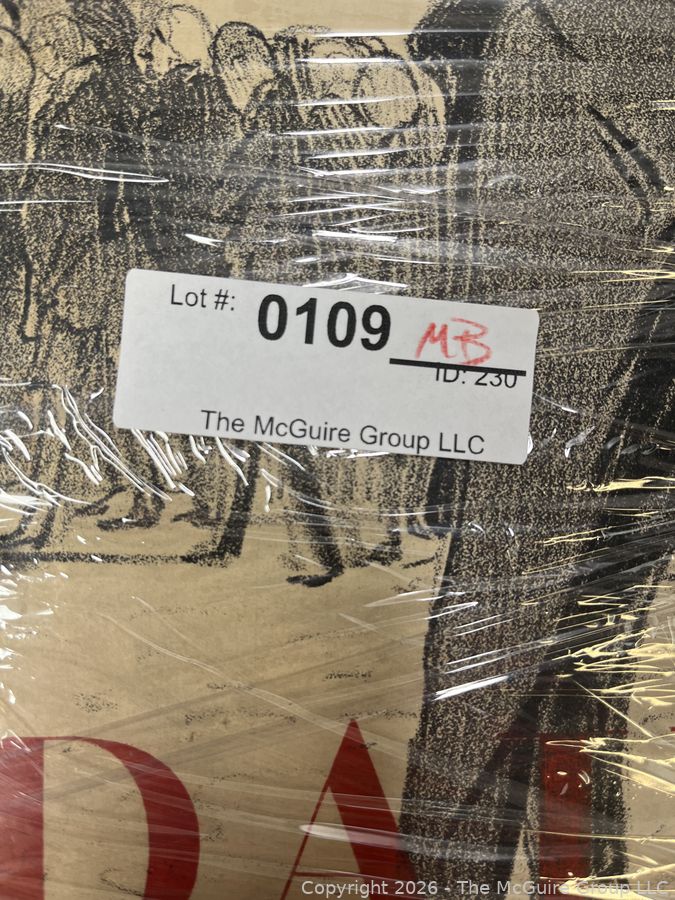 Lot #: 0109 MB
ID: 230
The McGuire Group LLC
DA
Copyright 2026 - The McGuire Group LLC